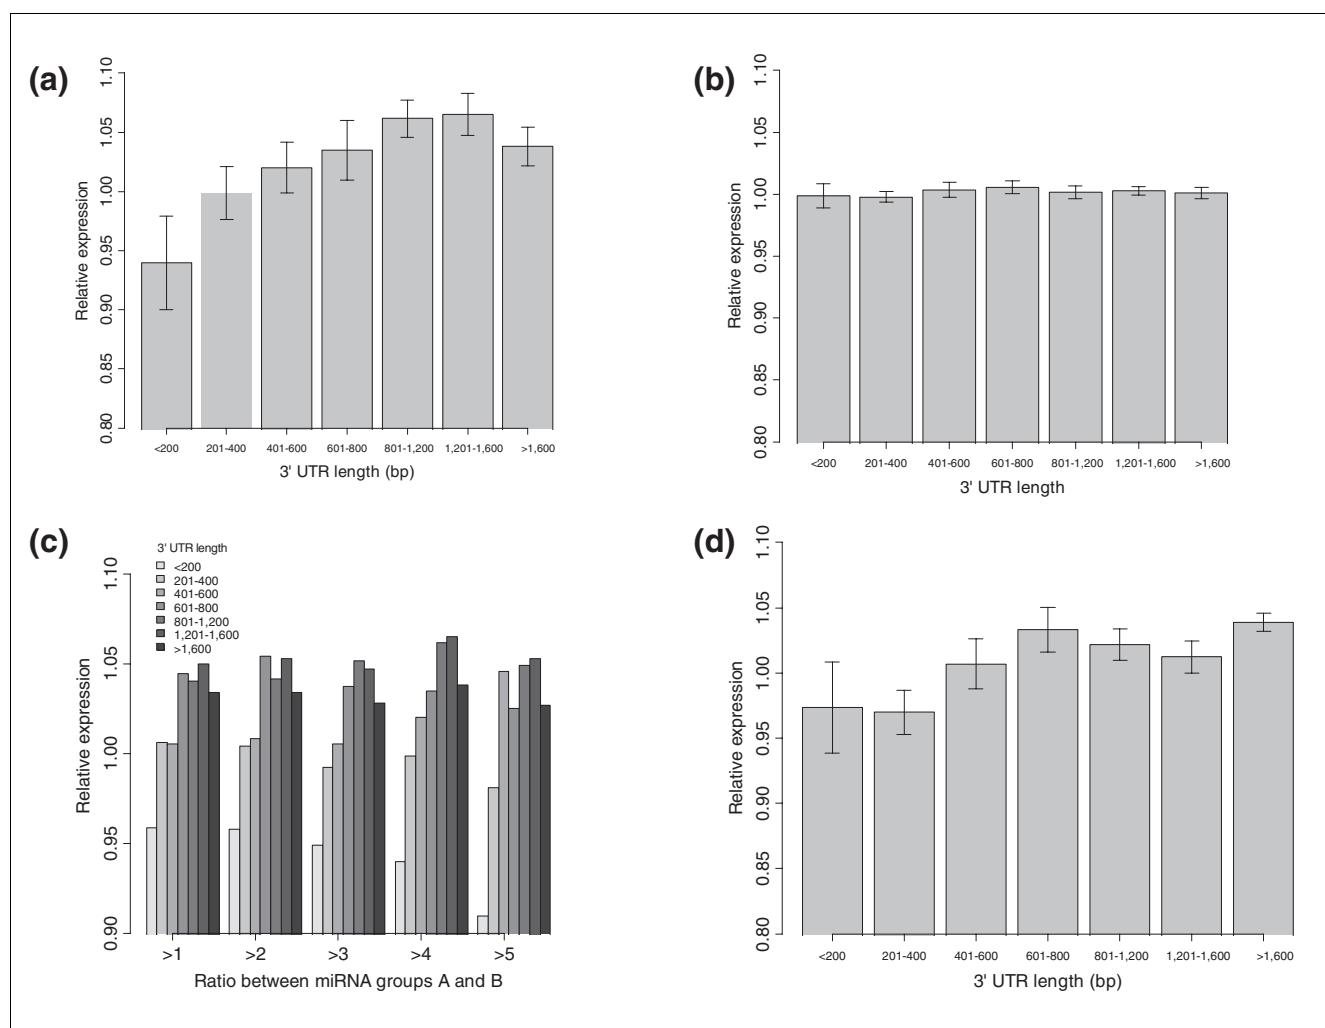 (a)
1.10
1.05
1.00
0.95
0.90
0.85
0.80
Relative expression
<200 201-400 401-600 601-800 801-1,200 1,201-1,600 >1,600
3' UTR length (bp)
(b)
1.10
1.05
1.00
0.95
0.90
0.85
0.80
Relative expression
<200 201-400 401-600 601-800 801-1,200 1,201-1,600 >1,600
3' UTR length
(c)
3' UTR length
<200
201-400
401-600
601-800
801-1,200
1,201-1,600
>1,600
1.10
1.05
1.00
0.95
0.90
Relative expression
>1 >2 >3 >4 >5
Ratio between miRNA groups A and B
(d)
1.10
1.05
1.00
0.95
0.90
0.85
0.80
Relative expression
<200 201-400 401-600 601-800 801-1,200 1,201-1,600 >1,600
3' UTR length (bp)